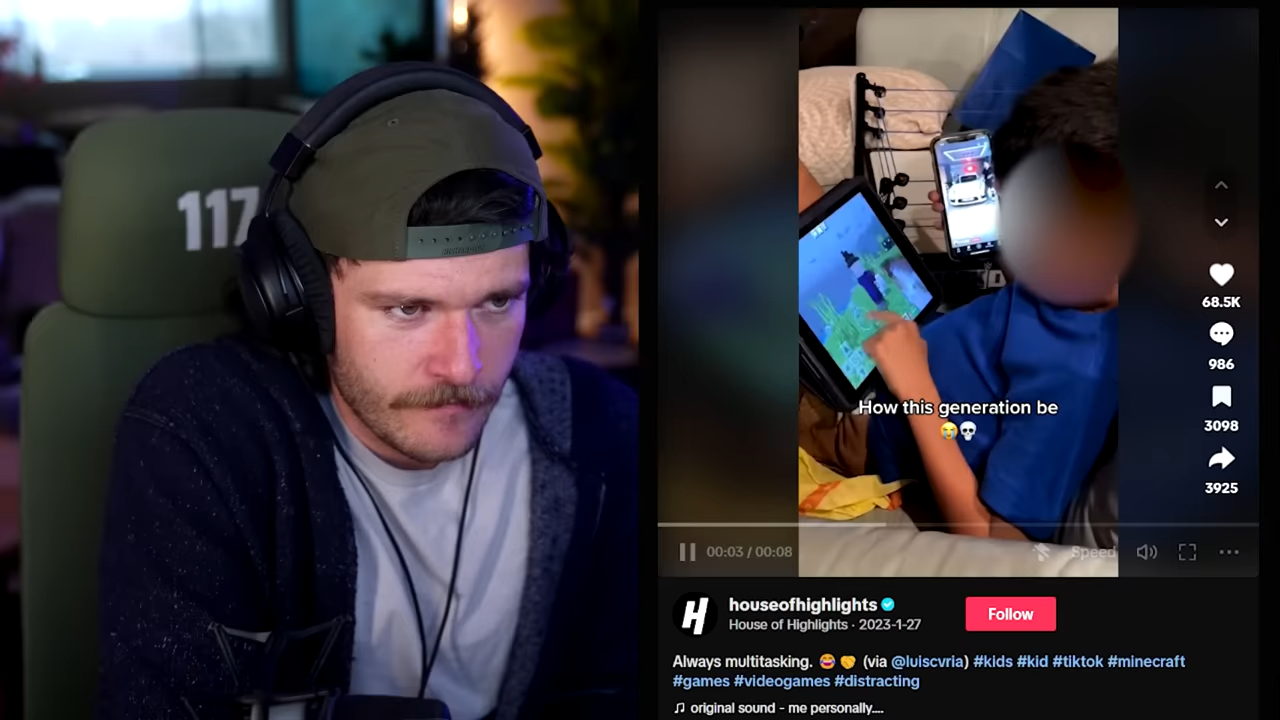 117
How this generation be
😭💀
68.5K
986
3098
3925
00:03 / 00:08
Speed
houseofhighlights
House of Highlights · 2023-1-27
Follow
Always multitasking. 😂 🤝 (via @luiscvria) #kids #kid #tiktok #minecraft
#games #videogames #distracting
♫ original sound - me personally....